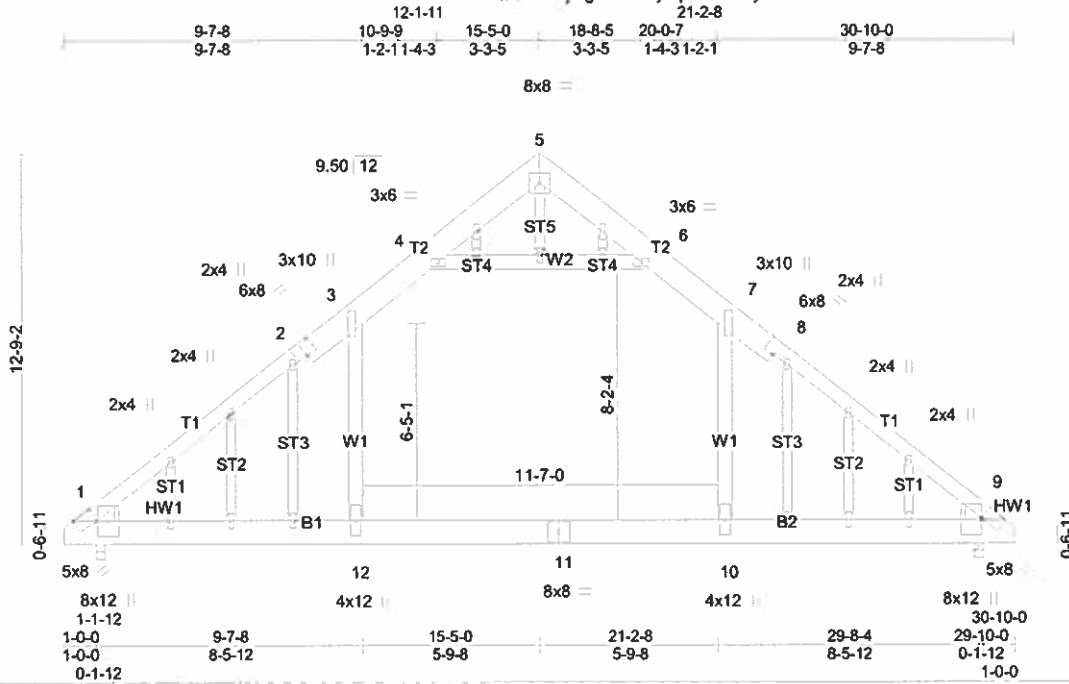 12-1-11 21-2-8
9-7-8 10-9-9 15-5-0 18-8-5 20-0-7 30-10-0
9-7-8 1-2-11 1-4-3 3-3-5 3-3-5 1-4-3 1-2-1 9-7-8
8x8 =
5
9.50 12
3x6 =
3x6 =
ST5
4 T2
T2 6
ST4 W2 ST4
3x10 ||
3x10 ||
2x4 ||
2x4 ||
6x8
6x8
3
7
2
8
12-9-2
2x4 ||
2x4 ||
6-5-1
8-2-4
2x4 ||
2x4 ||
T1
T1
ST3 W1
W1 ST3
ST2
ST2
11-7-0
ST1
ST1
1
9
HW1
HW1
B1
B2
0-6-11
0-6-11
5x8
12
11
10
5x8
8x12 ||
4x12 ||
8x8 =
4x12 ||
8x12 ||
1-1-12 30-10-0
1-0-0 9-7-8 15-5-0 21-2-8 29-8-4 29-10-0
1-0-0 8-5-12 5-9-8 5-9-8 8-5-12 0-1-12
0-1-12 1-0-0